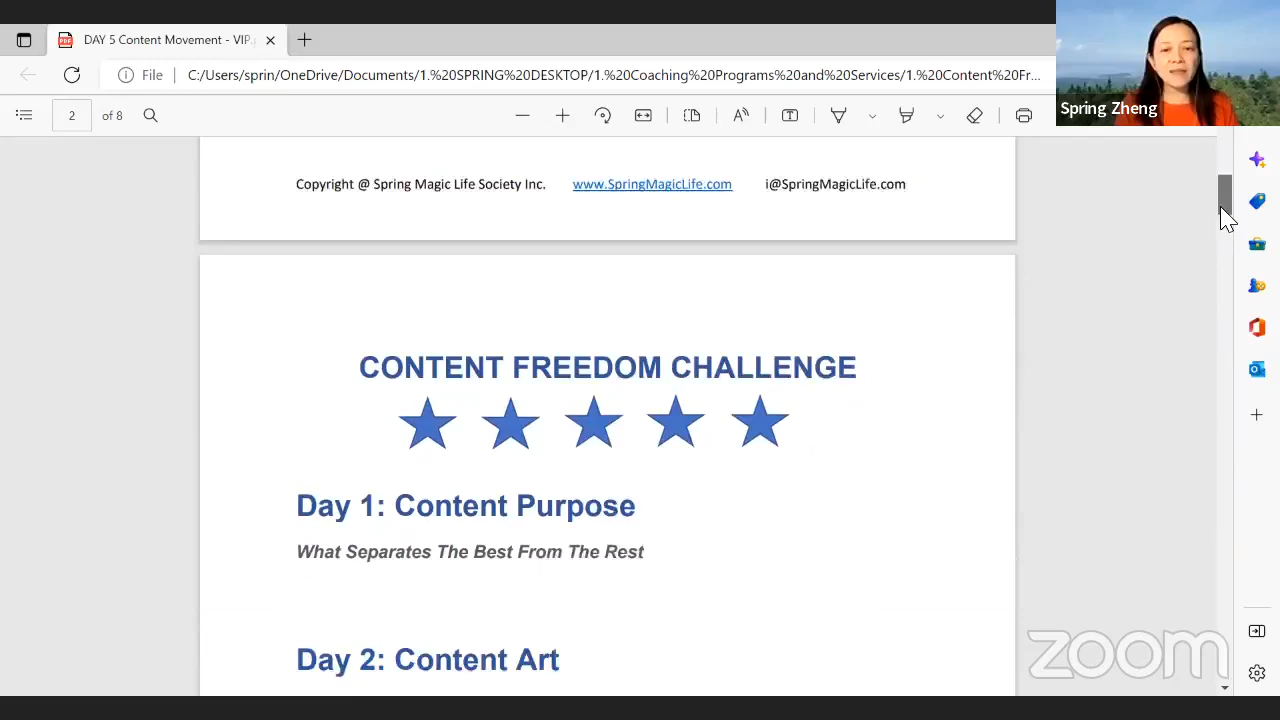 DAY 5 Content Movement - VIP.
File
C:/Users/sprin/OneDrive/Documents/1.%20SPRING%20DESKTOP/1.%20Coaching%20Programs%20and%20Services/1.%20Content%20Fr...
Spring Zheng
2 of 8
Copyright @ Spring Magic Life Society Inc. www.SpringMagicLife.com i@SpringMagicLife.com
CONTENT FREEDOM CHALLENGE
Day 1: Content Purpose
What Separates The Best From The Rest
Day 2: Content Art
zoom